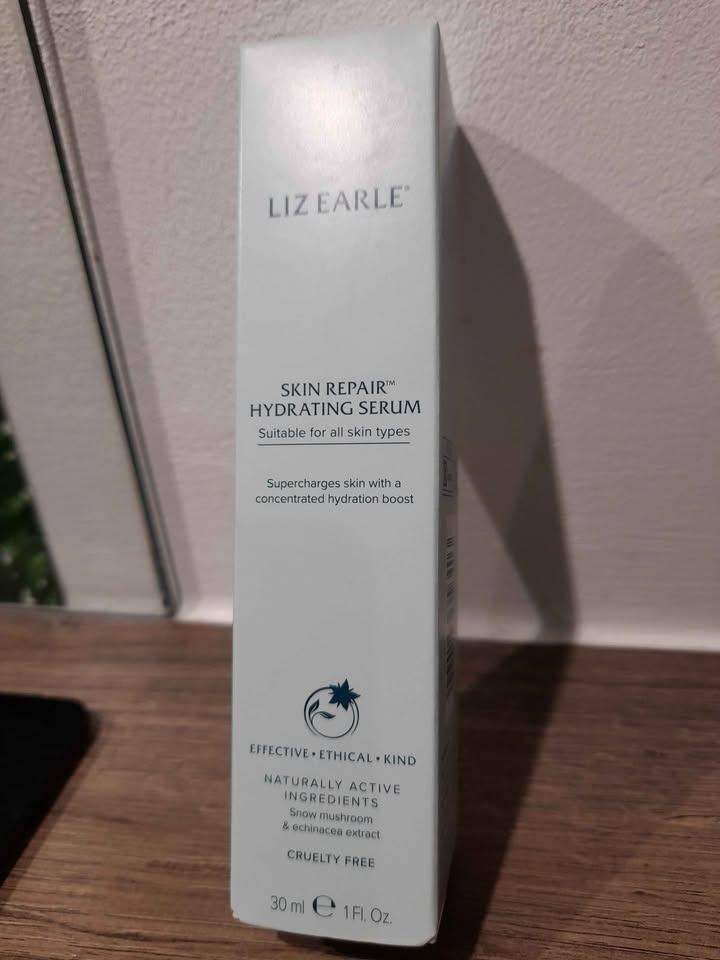 LIZ EARLE®
SKIN REPAIR™
HYDRATING SERUM
Suitable for all skin types
Supercharges skin with a
concentrated hydration boost
EFFECTIVE • ETHICAL • KIND
NATURALLY ACTIVE
INGREDIENTS
Snow mushroom
& echinacea extract
CRUELTY FREE
30 ml ℮ 1 Fl. Oz.